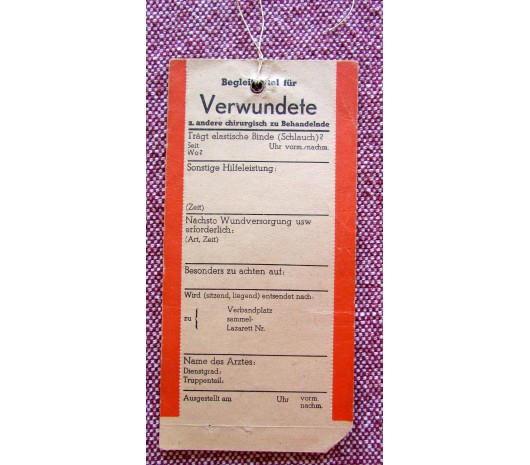 Begleitzettel für
Verwundete
u. andere chirurgisch zu Behandelnde
Trägt elastische Binde (Schlauch)?
Seit Uhr vorm./nachm.
Wo?
Sonstige Hilfeleistung:
(Zeit)
Nächste Wundversorgung usw
erforderlich:
(Art, Zeit)
Besonders zu achten auf:
Wird (sitzend, liegend) entsendet nach:
Verbandplatz
zu { sammel-
Lazarett Nr.
Name des Arztes:
Dienstgrad:
Truppenteil:
Ausgestellt am Uhr vorm.
nachm.